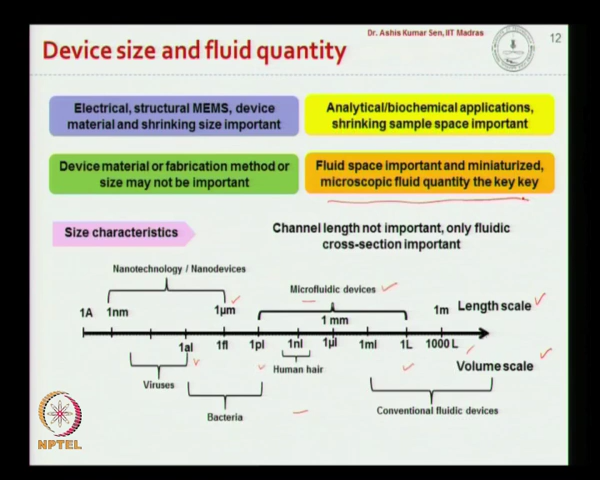 Dr. Ashis Kumar Sen, IIT Madras
12
Device size and fluid quantity
Electrical, structural MEMS, device
material and shrinking size important
Analytical/biochemical applications,
shrinking sample space important
Device material or fabrication method or
size may not be important
Fluid space important and miniaturized,
microscopic fluid quantity the key key
Size characteristics
Channel length not important, only fluidic
cross-section important
Nanotechnology / Nanodevices
Microfluidic devices
1A 1nm 1µm 1 mm 1m Length scale
1al 1fl 1pl 1nl 1µl 1ml 1L 1000 L
Volume scale
Viruses
Human hair
Bacteria
Conventional fluidic devices
NPTEL